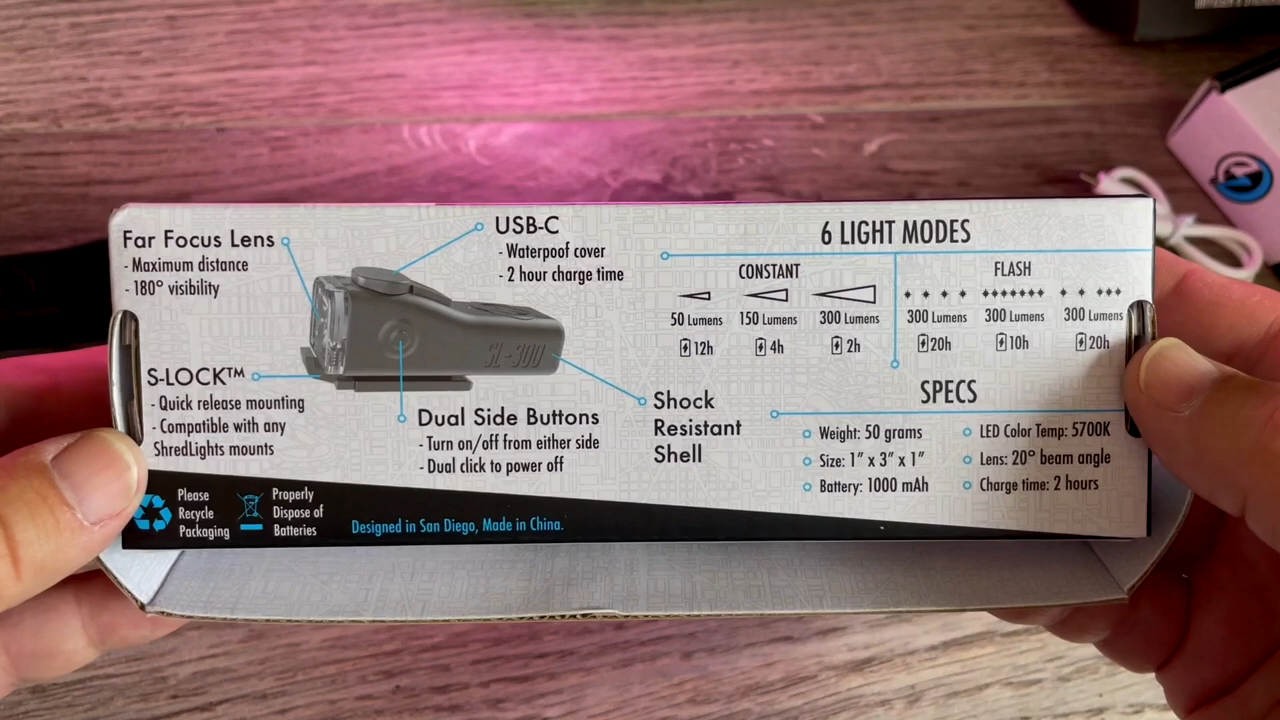 Far Focus Lens
- Maximum distance
- 180° visibility
USB-C
- Waterpoof cover
- 2 hour charge time
S-LOCK™
- Quick release mounting
- Compatible with any
ShredLights mounts
SL-300
Dual Side Buttons
- Turn on/off from either side
- Dual click to power off
Shock
Resistant
Shell
6 LIGHT MODES
CONSTANT
50 Lumens 150 Lumens 300 Lumens
12h 4h 2h
FLASH
300 Lumens 300 Lumens 300 Lumens
20h 10h 20h
SPECS
Weight: 50 grams
Size: 1" x 3" x 1"
Battery: 1000 mAh
LED Color Temp: 5700K
Lens: 20° beam angle
Charge time: 2 hours
Please
Recycle
Packaging
Properly
Dispose of
Batteries
Designed in San Diego, Made in China.